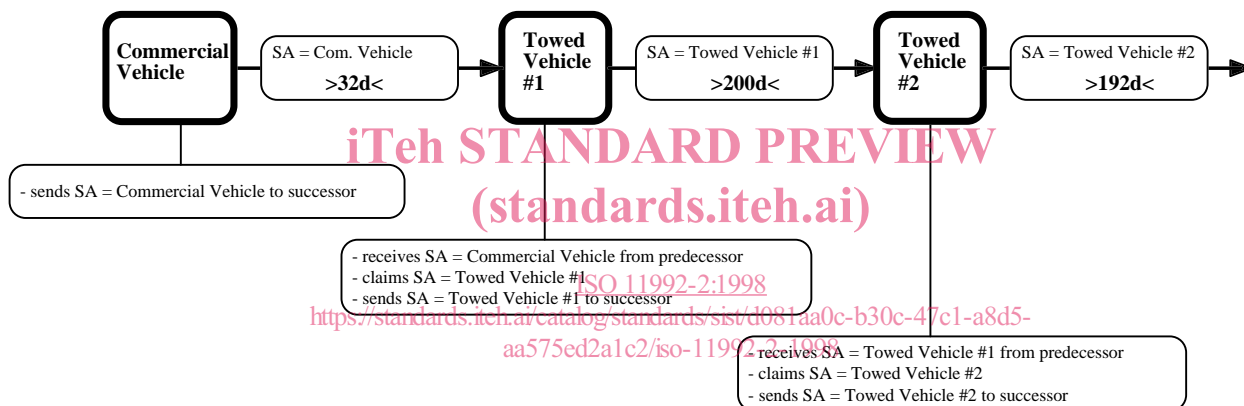 Commercial
Vehicle
SA = Com. Vehicle
>32d<
Towed
Vehicle
#1
SA = Towed Vehicle #1
>200d<
Towed
Vehicle
#2
SA = Towed Vehicle #2
>192d<
iTeh STANDARD PREVIEW
(standards.iteh.ai)
- sends SA = Commercial Vehicle to successor
- receives SA = Commercial Vehicle from predecessor
- claims SA = Towed Vehicle #1
- sends SA = Towed Vehicle #1 to successor
ISO 11992-2:1998
https://standards.iteh.ai/catalog/standards/sist/d081aa0c-b30c-47c1-a8d5-
aa575ed2a1c2/iso-11992-2-1998
- receives SA = Towed Vehicle #1 from predecessor
- claims SA = Towed Vehicle #2
- sends SA = Towed Vehicle #2 to successor